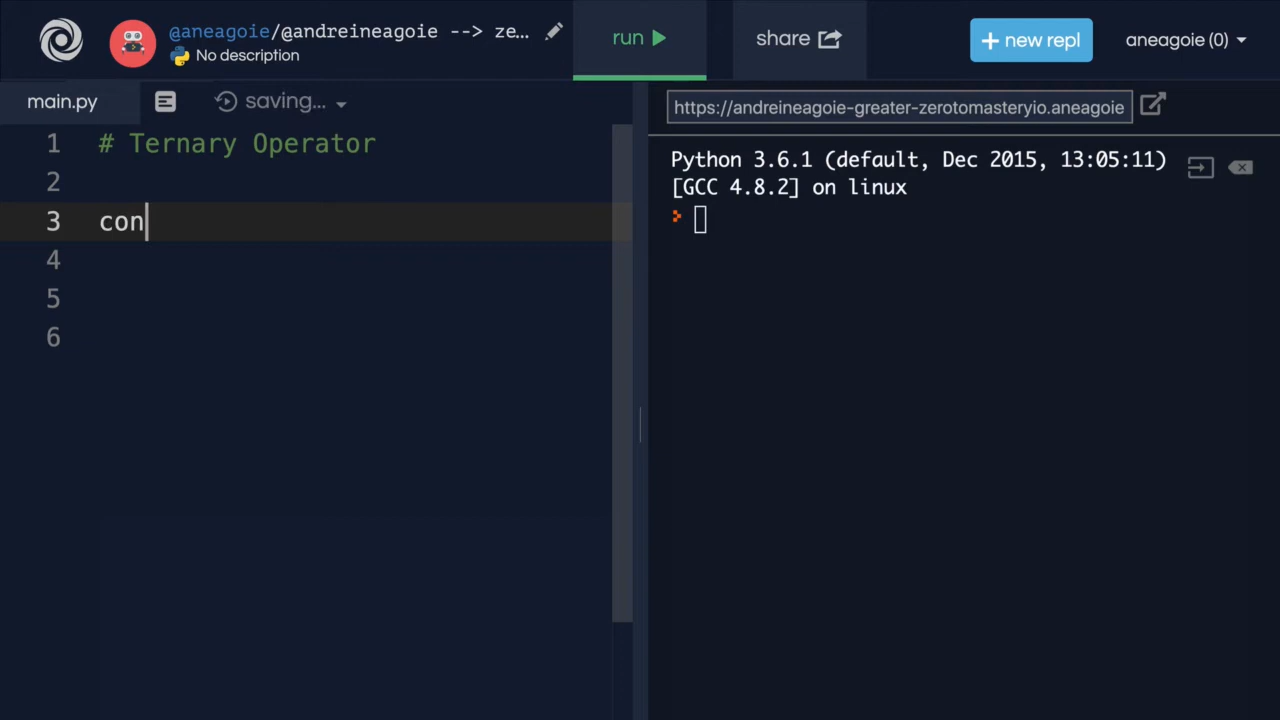 @aneagoie/@andreineagoie --> ze...
No description
run
share
+ new repl
aneagoie (0)
main.py
saving...
https://andreineagoie-greater-zerotomasteryio.aneagoie
1 # Ternary Operator
2
3 con
4
5
6
Python 3.6.1 (default, Dec 2015, 13:05:11)
[GCC 4.8.2] on linux